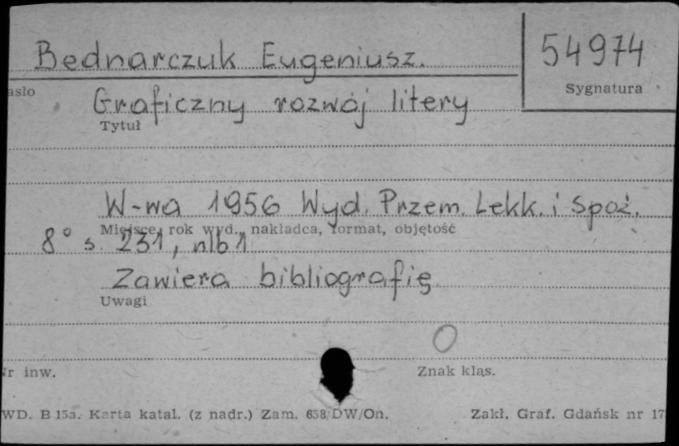 Bednarczuk Eugeniusz.
54974
Sygnatura
asło
Graficzny rozwój litery
Tytuł
W-wa 1956 Wyd. Przem. Lekk. i Spoż.
Miejsce, rok wyd., nakładca, format, objętość
8° s. 231, nlb 1
Zawiera bibliografię
Uwagi
O
Nr inw.
Znak klas.
WD. B 15a. Karta katal. (z nadr.) Zam. 658/DW/On.
Zakł. Graf. Gdańsk nr 17